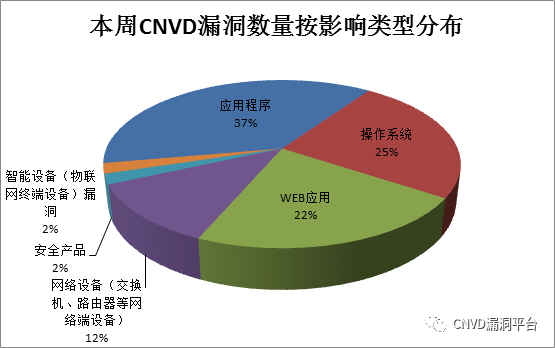 本周CNVD漏洞数量按影响类型分布
应用程序
37%
操作系统
25%
WEB应用
22%
智能设备（物联
网终端设备）漏
洞
2%
安全产品
2%
网络设备（交换
机、路由器等网
络端设备）
12%
CNVD漏洞平台